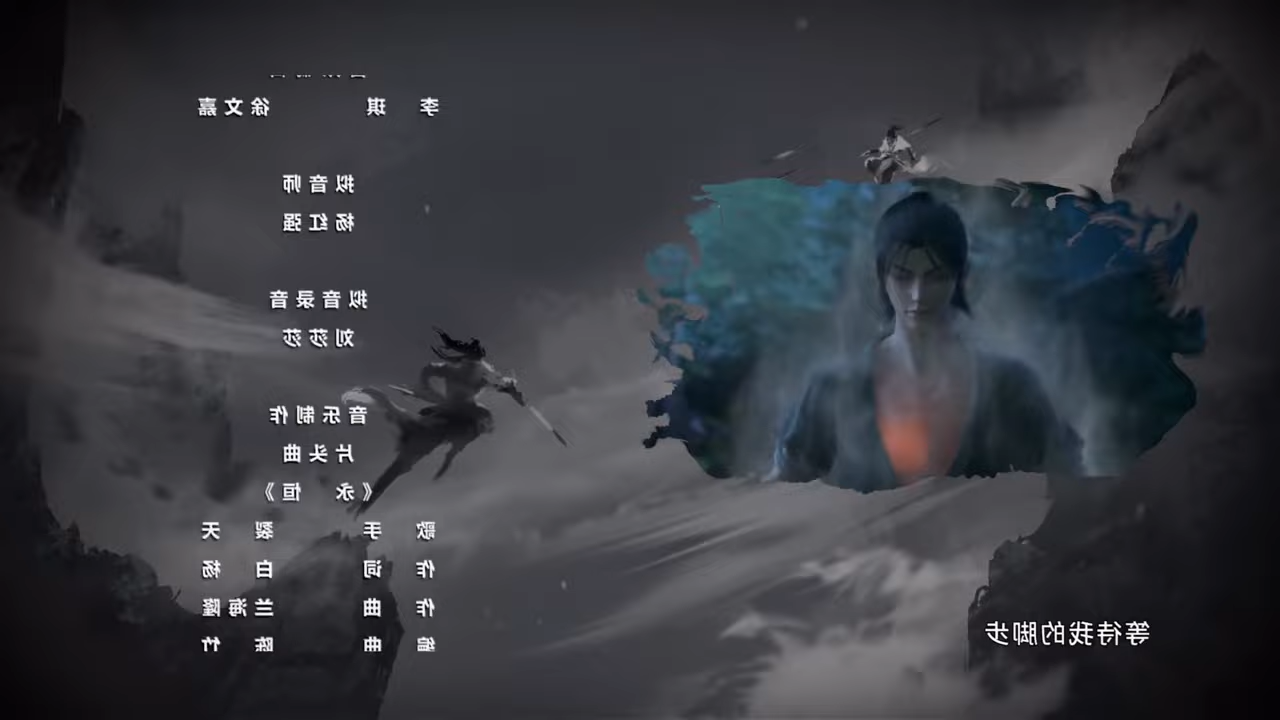 李 琪 徐文嘉
拟音师
杨红强
拟音录音
刘莎莎
音乐制作
片头曲
《永 恒》
歌 手 裂 天
作 词 白 杨
作 曲 兰海隆
编 曲 陈 竹
等待我的脚步